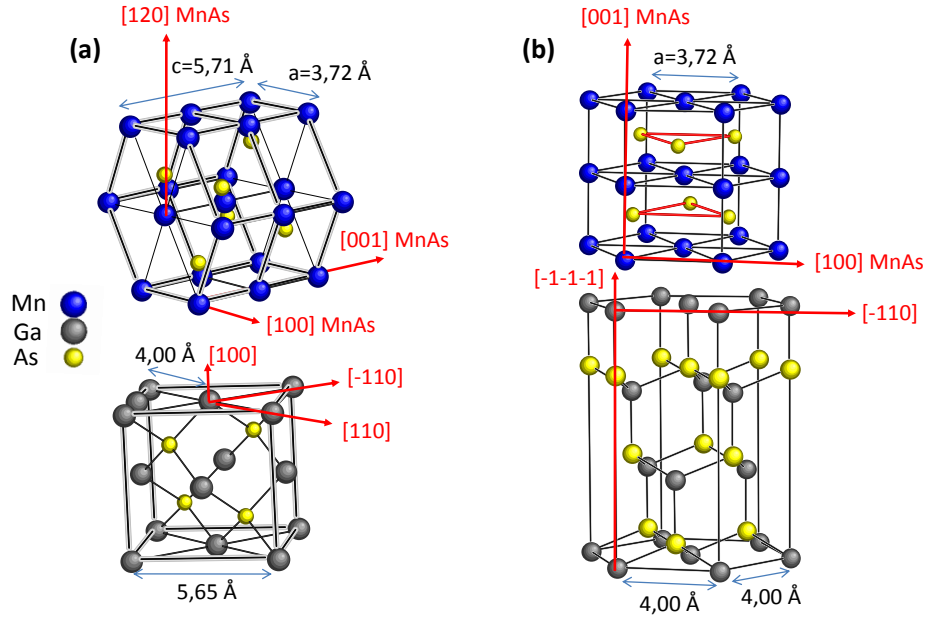 [120] MnAs
(a)
c=5,71 Å
a=3,72 Å
[001] MnAs
[100] MnAs
Mn
Ga
As
4,00 Å
[100]
[-110]
[110]
5,65 Å
[001] MnAs
(b)
a=3,72 Å
[100] MnAs
[-1-1-1]
[-110]
4,00 Å
4,00 Å